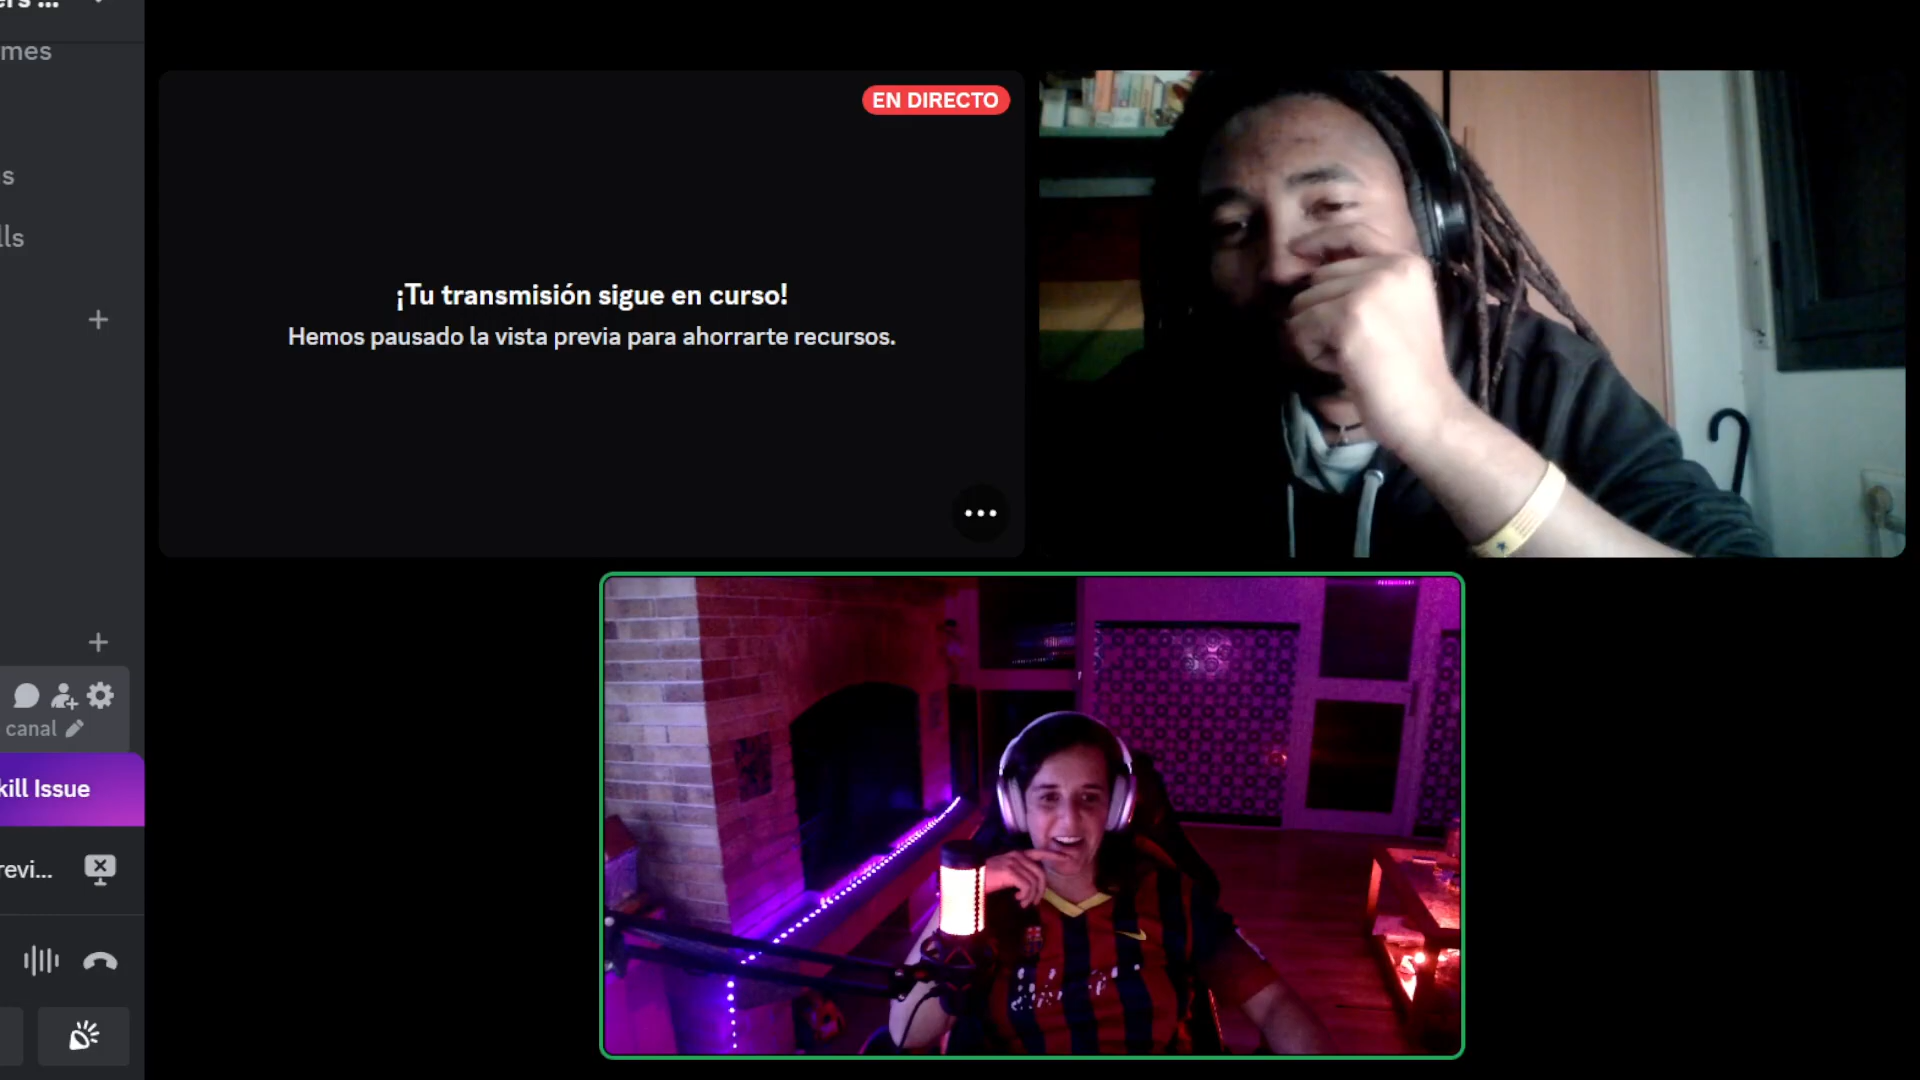 ers ...
mes
s
lls
EN DIRECTO
¡Tu transmisión sigue en curso!
Hemos pausado la vista previa para ahorrarte recursos.
canal
kill Issue
revi...